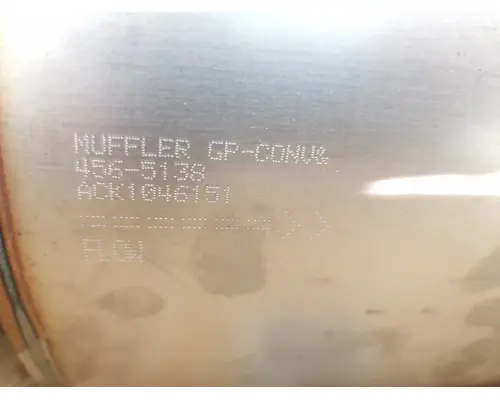 MUFFLER GP-CONV&
456-5138
ACK1046151
FLOW